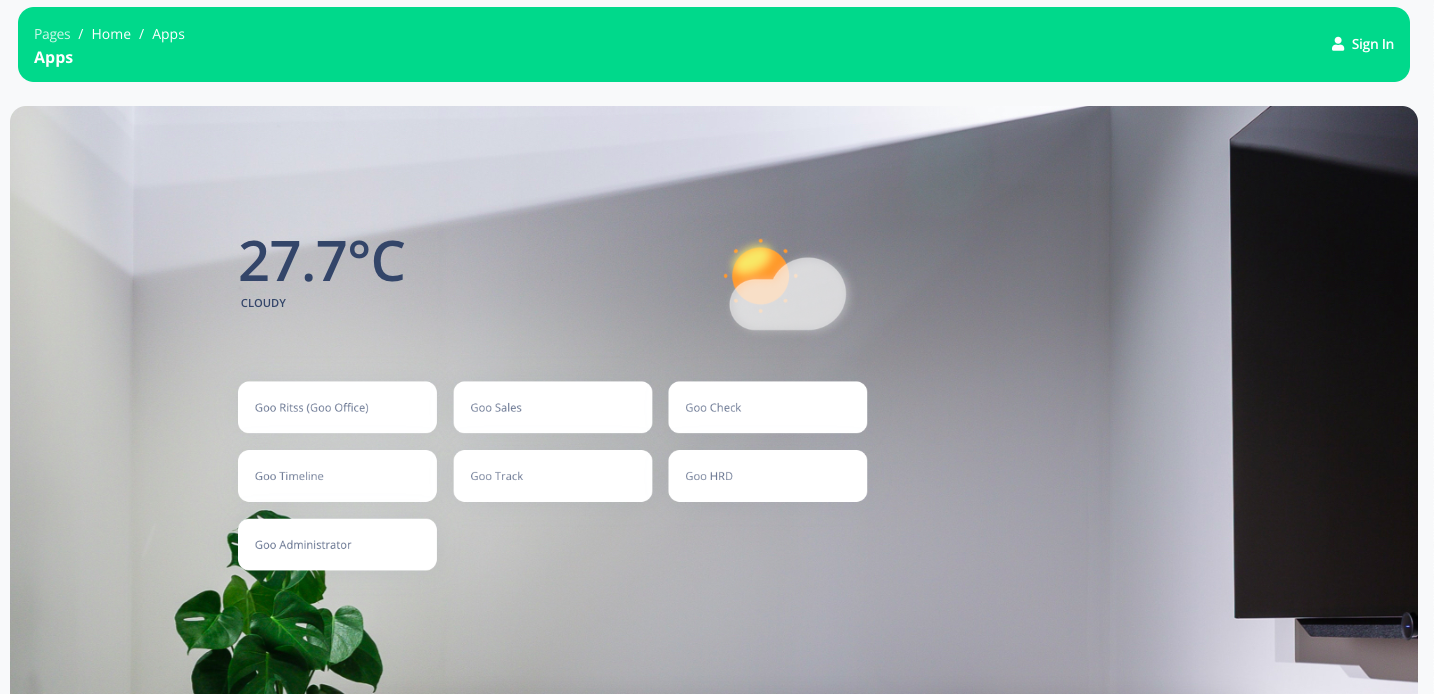 Pages / Home / Apps
Apps
Sign In
27.7°C
CLOUDY
Goo Ritss (Goo Office)
Goo Sales
Goo Check
Goo Timeline
Goo Track
Goo HRD
Goo Administrator